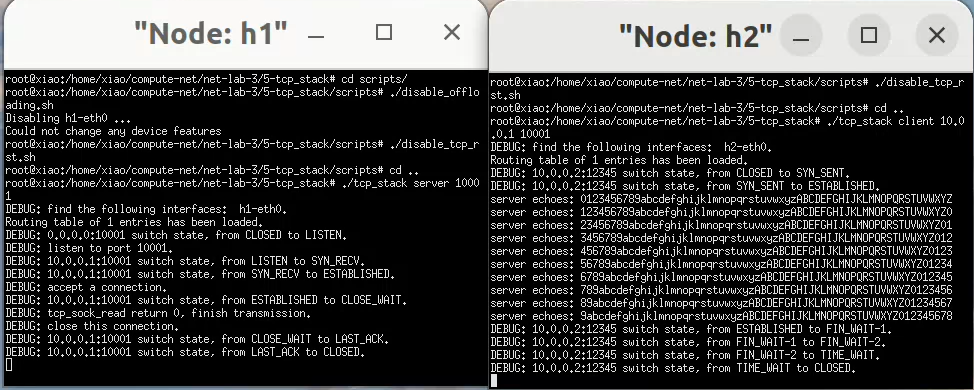 "Node: h1"
root@xiao:/home/xiao/compute-net/net-lab-3/5-tcp_stack# cd scripts/
root@xiao:/home/xiao/compute-net/net-lab-3/5-tcp_stack/scripts# ./disable_offlo
ading.sh
Disabling h1-eth0 ...
Could not change any device features
root@xiao:/home/xiao/compute-net/net-lab-3/5-tcp_stack/scripts# ./disable_tcp_r
st.sh
root@xiao:/home/xiao/compute-net/net-lab-3/5-tcp_stack/scripts# cd ..
root@xiao:/home/xiao/compute-net/net-lab-3/5-tcp_stack# ./tcp_stack server 1000
1
DEBUG: find the following interfaces:  h1-eth0.
Routing table of 1 entries has been loaded.
DEBUG: 0.0.0.0:10001 switch state, from CLOSED to LISTEN.
DEBUG: listen to port 10001.
DEBUG: 10.0.0.1:10001 switch state, from LISTEN to SYN_RECV.
DEBUG: 10.0.0.1:10001 switch state, from SYN_RECV to ESTABLISHED.
DEBUG: accept a connection.
DEBUG: 10.0.0.1:10001 switch state, from ESTABLISHED to CLOSE_WAIT.
DEBUG: tcp_sock_read return 0, finish transmission.
DEBUG: close this connection.
DEBUG: 10.0.0.1:10001 switch state, from CLOSE_WAIT to LAST_ACK.
DEBUG: 10.0.0.1:10001 switch state, from LAST_ACK to CLOSED.
"Node: h2"
root@xiao:/home/xiao/compute-net/net-lab-3/5-tcp_stack/scripts# ./disable_tcp_r
st.sh
root@xiao:/home/xiao/compute-net/net-lab-3/5-tcp_stack/scripts# cd ..
root@xiao:/home/xiao/compute-net/net-lab-3/5-tcp_stack# ./tcp_stack client 10.0
.0.1 10001
DEBUG: find the following interfaces:  h2-eth0.
Routing table of 1 entries has been loaded.
DEBUG: 10.0.0.2:12345 switch state, from CLOSED to SYN_SENT.
DEBUG: 10.0.0.2:12345 switch state, from SYN_SENT to ESTABLISHED.
server echoes: 0123456789abcdefghijklmnopqrstuvwxyzABCDEFGHIJKLMNOPQRSTUVWXYZ
server echoes: 123456789abcdefghijklmnopqrstuvwxyzABCDEFGHIJKLMNOPQRSTUVWXYZ0
server echoes: 23456789abcdefghijklmnopqrstuvwxyzABCDEFGHIJKLMNOPQRSTUVWXYZ01
server echoes: 3456789abcdefghijklmnopqrstuvwxyzABCDEFGHIJKLMNOPQRSTUVWXYZ012
server echoes: 456789abcdefghijklmnopqrstuvwxyzABCDEFGHIJKLMNOPQRSTUVWXYZ0123
server echoes: 56789abcdefghijklmnopqrstuvwxyzABCDEFGHIJKLMNOPQRSTUVWXYZ01234
server echoes: 6789abcdefghijklmnopqrstuvwxyzABCDEFGHIJKLMNOPQRSTUVWXYZ012345
server echoes: 789abcdefghijklmnopqrstuvwxyzABCDEFGHIJKLMNOPQRSTUVWXYZ0123456
server echoes: 89abcdefghijklmnopqrstuvwxyzABCDEFGHIJKLMNOPQRSTUVWXYZ01234567
server echoes: 9abcdefghijklmnopqrstuvwxyzABCDEFGHIJKLMNOPQRSTUVWXYZ012345678
DEBUG: 10.0.0.2:12345 switch state, from ESTABLISHED to FIN_WAIT-1.
DEBUG: 10.0.0.2:12345 switch state, from FIN_WAIT-1 to FIN_WAIT-2.
DEBUG: 10.0.0.2:12345 switch state, from FIN_WAIT-2 to TIME_WAIT.
DEBUG: 10.0.0.2:12345 switch state, from TIME_WAIT to CLOSED.